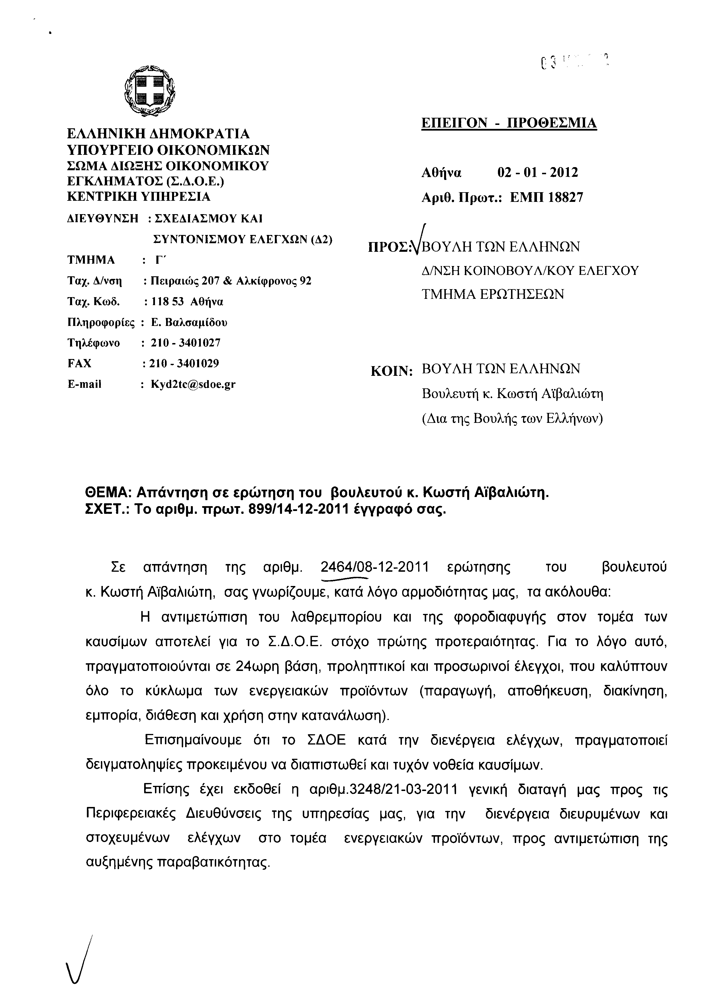 ΕΛΛΗΝΙΚΗ ΔΗΜΟΚΡΑΤΙΑ
ΥΠΟΥΡΓΕΙΟ ΟΙΚΟΝΟΜΙΚΩΝ
ΣΩΜΑ ΔΙΩΞΗΣ ΟΙΚΟΝΟΜΙΚΟΥ
ΕΓΚΛΗΜΑΤΟΣ (Σ.Δ.Ο.Ε.)
ΚΕΝΤΡΙΚΗ ΥΠΗΡΕΣΙΑ
ΔΙΕΥΘΥΝΣΗ : ΣΧΕΔΙΑΣΜΟΥ ΚΑΙ
ΣΥΝΤΟΝΙΣΜΟΥ ΕΛΕΓΧΩΝ (Δ2)
ΤΜΗΜΑ : Γ΄
Ταχ. Δ/νση : Πειραιώς 207 & Αλκίφρονος 92
Ταχ. Κωδ. : 118 53 Αθήνα
Πληροφορίες : Ε. Βαλσαμίδου
Τηλέφωνο : 210 - 3401027
FAX : 210 - 3401029
E-mail : Kyd2tc@sdoe.gr
ΕΠΕΙΓΟΝ - ΠΡΟΘΕΣΜΙΑ
Αθήνα 02 - 01 - 2012
Αριθ. Πρωτ.: ΕΜΠ 18827
ΠΡΟΣ: ΒΟΥΛΗ ΤΩΝ ΕΛΛΗΝΩΝ
Δ/ΝΣΗ ΚΟΙΝΟΒΟΥΛ/ΚΟΥ ΕΛΕΓΧΟΥ
ΤΜΗΜΑ ΕΡΩΤΗΣΕΩΝ
ΚΟΙΝ: ΒΟΥΛΗ ΤΩΝ ΕΛΛΗΝΩΝ
Βουλευτή κ. Κωστή Αϊβαλιώτη
(Δια της Βουλής των Ελλήνων)
ΘΕΜΑ: Απάντηση σε ερώτηση του βουλευτού κ. Κωστή Αϊβαλιώτη.
ΣΧΕΤ.: Το αριθμ. πρωτ. 899/14-12-2011 έγγραφό σας.
Σε απάντηση της αριθμ. 2464/08-12-2011 ερώτησης του βουλευτού
κ. Κωστή Αϊβαλιώτη, σας γνωρίζουμε, κατά λόγο αρμοδιότητας μας, τα ακόλουθα:
Η αντιμετώπιση του λαθρεμπορίου και της φοροδιαφυγής στον τομέα των
καυσίμων αποτελεί για το Σ.Δ.Ο.Ε. στόχο πρώτης προτεραιότητας. Για το λόγο αυτό,
πραγματοποιούνται σε 24ωρη βάση, προληπτικοί και προσωρινοί έλεγχοι, που καλύπτουν
όλο το κύκλωμα των ενεργειακών προϊόντων (παραγωγή, αποθήκευση, διακίνηση,
εμπορία, διάθεση και χρήση στην κατανάλωση).
Επισημαίνουμε ότι το ΣΔΟΕ κατά την διενέργεια ελέγχων, πραγματοποιεί
δειγματοληψίες προκειμένου να διαπιστωθεί και τυχόν νοθεία καυσίμων.
Επίσης έχει εκδοθεί η αριθμ.3248/21-03-2011 γενική διαταγή μας προς τις
Περιφερειακές Διευθύνσεις της υπηρεσίας μας, για την διενέργεια διευρυμένων και
στοχευμένων ελέγχων στο τομέα ενεργειακών προϊόντων, προς αντιμετώπιση της
αυξημένης παραβατικότητας.